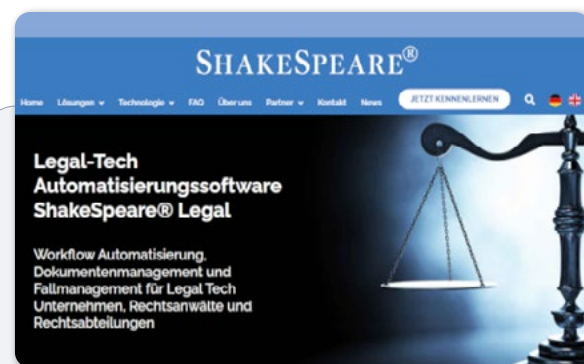 SHAKESPEARE®
Home Lösungen Technologie FAQ Über uns Partner Kontakt News JETZT KENNENLERNEN
Legal-Tech
Automatisierungssoftware
ShakeSpeare® Legal
Workflow Automatisierung,
Dokumentenmanagement und
Fallmanagement für Legal Tech
Unternehmen, Rechtsanwälte und
Rechtsabteilungen